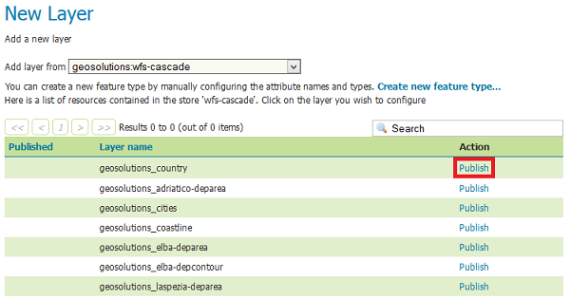 New Layer
Add a new layer
Add layer from geosolutions:wfs-cascade
You can create a new feature type by manually configuring the attribute names and types. Create new feature type...
Here is a list of resources contained in the store 'wfs-cascade'. Click on the layer you wish to configure
<< < 1 > >> Results 0 to 0 (out of 0 items) Search
Published Layer name Action
geosolutions_country Publish
geosolutions_adriatico-deparea Publish
geosolutions_cities Publish
geosolutions_coastline Publish
geosolutions_elba-deparea Publish
geosolutions_elba-depcontour Publish
geosolutions_laspezia-deparea Publish